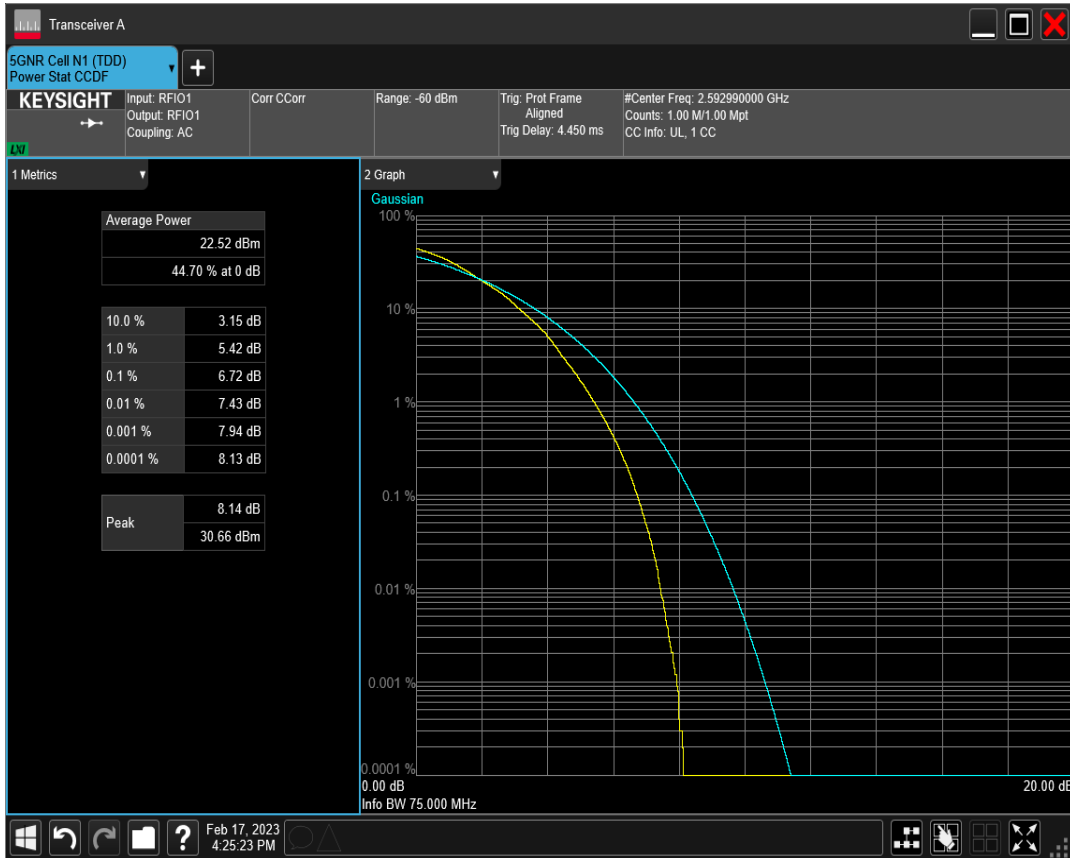 Transceiver A
5GNR Cell N1 (TDD)
Power Stat CCDF
+
KEYSIGHT
LXI
Input: RFIO1
Output: RFIO1
Coupling: AC
Corr CCorr
Range: -60 dBm
Trig: Prot Frame
Aligned
Trig Delay: 4.450 ms
#Center Freq: 2.592990000 GHz
Counts: 1.00 M/1.00 Mpt
CC Info: UL, 1 CC
1 Metrics
Average Power
22.52 dBm
44.70 % at 0 dB
10.0 % 3.15 dB
1.0 % 5.42 dB
0.1 % 6.72 dB
0.01 % 7.43 dB
0.001 % 7.94 dB
0.0001 % 8.13 dB
Peak
8.14 dB
30.66 dBm
2 Graph
Gaussian
100 %
10 %
1 %
0.1 %
0.01 %
0.001 %
0.0001 %
0.00 dB 20.00 dB
Info BW 75.000 MHz
?
Feb 17, 2023
4:25:23 PM